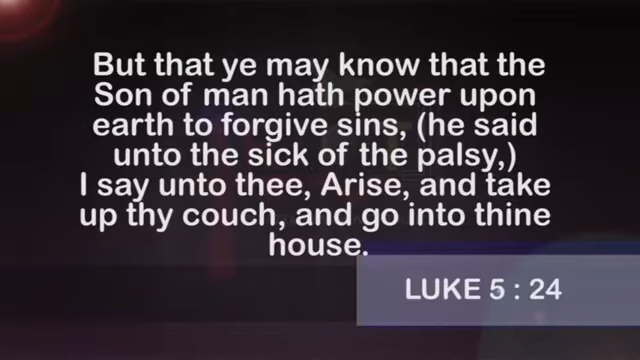 But that ye may know that the
Son of man hath power upon
earth to forgive sins, (he said
unto the sick of the palsy,)
I say unto thee, Arise, and take
up thy couch, and go into thine
house.
LUKE 5 : 24